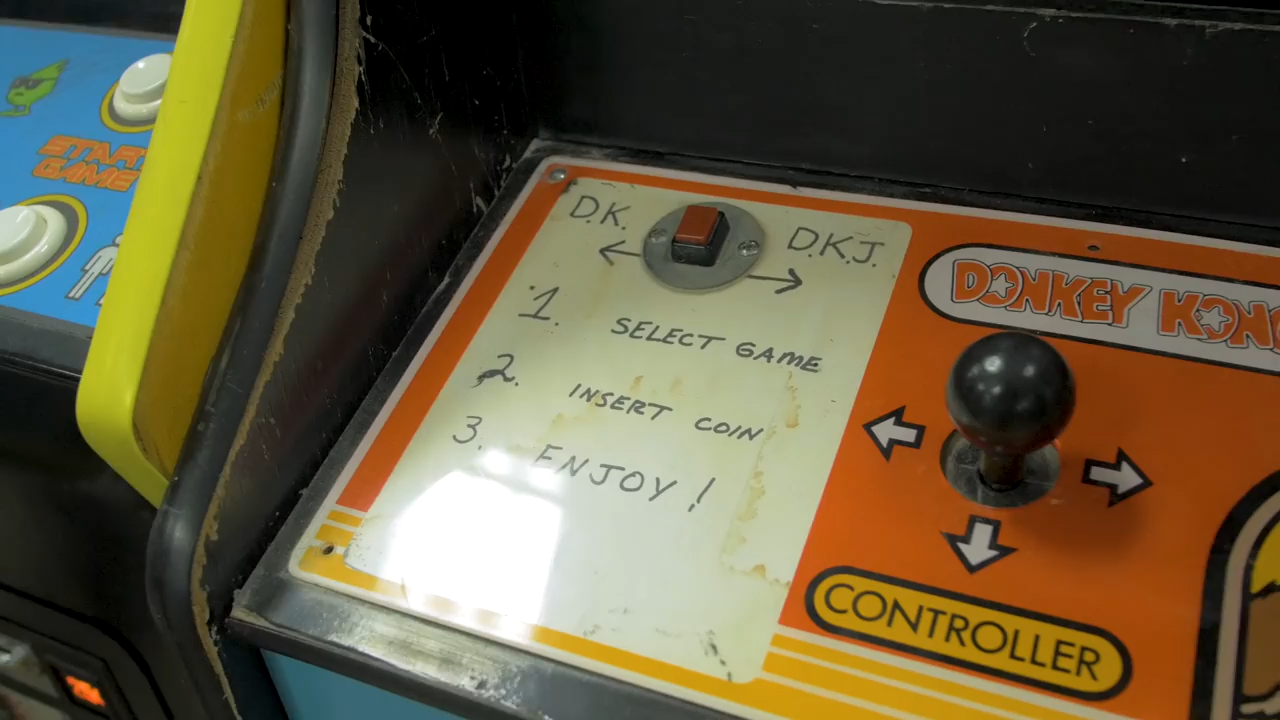 START
GAME
D.K.
D.K.J.
1. SELECT GAME
2. INSERT COIN
3. ENJOY!
DONKEY KONG
CONTROLLER